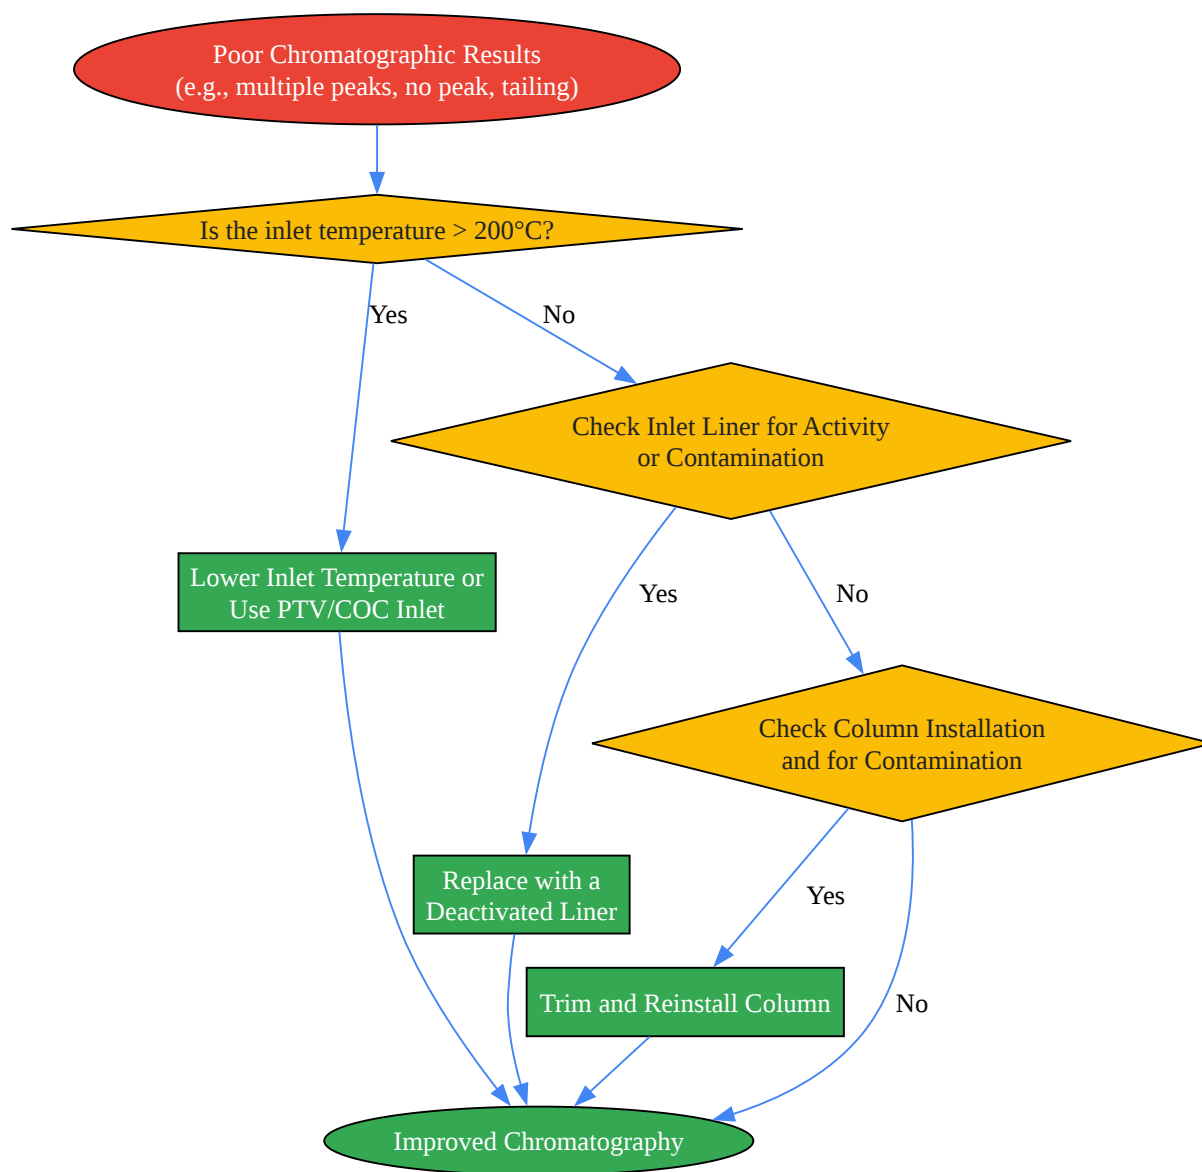 Poor Chromatographic Results
(e.g., multiple peaks, no peak, tailing)
Is the inlet temperature > 200°C?
Yes
No
Check Inlet Liner for Activity
or Contamination
Lower Inlet Temperature or
Use PTV/COC Inlet
Yes
No
Check Column Installation
and for Contamination
Replace with a
Deactivated Liner
Yes
Trim and Reinstall Column
No
Improved Chromatography